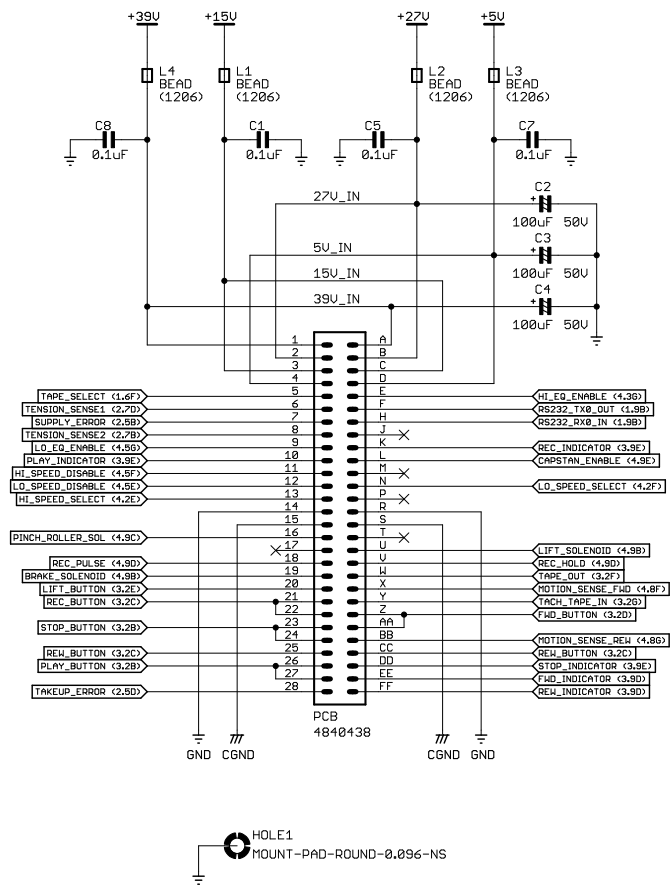 +39V +15V +27V +5V
L4 L1 L2 L3
BEAD BEAD BEAD BEAD
(1206) (1206) (1206) (1206)
C8 C1 C5 C7
0.1uF 0.1uF 0.1uF 0.1uF
27V_IN C2
100uF 50V
5V_IN C3
15V_IN 100uF 50V
39V_IN C4
100uF 50V
1 A
2 B
3 C
4 D
TAPE_SELECT (1.6F) 5 E HI_EQ_ENABLE (4.3G)
TENSION_SENSE1 (2.7D) 6 F RS232_TX0_OUT (1.9B)
SUPPLY_ERROR (2.5B) 7 H RS232_RX0_IN (1.9B)
TENSION_SENSE2 (2.7B) 8 J
LO_EQ_ENABLE (4.5G) 9 K REC_INDICATOR (3.9E)
PLAY_INDICATOR (3.9E) 10 L CAPSTAN_ENABLE (4.9E)
HI_SPEED_DISABLE (4.5F) 11 M
LO_SPEED_DISABLE (4.5E) 12 N LO_SPEED_SELECT (4.2F)
HI_SPEED_SELECT (4.2E) 13 P
14 R
15 S
PINCH_ROLLER_SOL (4.9C) 16 T
17 U LIFT_SOLENOID (4.9B)
REC_PULSE (4.9D) 18 V REC_HOLD (4.9D)
BRAKE_SOLENOID (4.9B) 19 W TAPE_OUT (3.2F)
LIFT_BUTTON (3.2E) 20 X MOTION_SENSE_FWD (4.8F)
REC_BUTTON (3.2C) 21 Y TACH_TAPE_IN (3.2G)
22 Z FWD_BUTTON (3.2D)
STOP_BUTTON (3.2B) 23 AA
24 BB MOTION_SENSE_REW (4.8G)
REW_BUTTON (3.2C) 25 CC REW_BUTTON (3.2C)
PLAY_BUTTON (3.2B) 26 DD STOP_INDICATOR (3.9E)
27 EE FWD_INDICATOR (3.9D)
TAKEUP_ERROR (2.5D) 28 FF REW_INDICATOR (3.9D)
PCB
4840438
GND CGND CGND GND
HOLE1
MOUNT-PAD-ROUND-0.096-NS